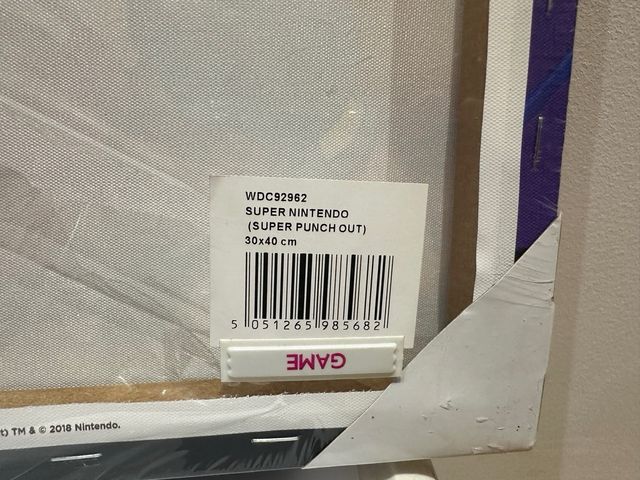 WDC92962
SUPER NINTENDO
(SUPER PUNCH OUT)
30x40 cm
5 051265 985682
GAME
t) TM & © 2018 Nintendo.